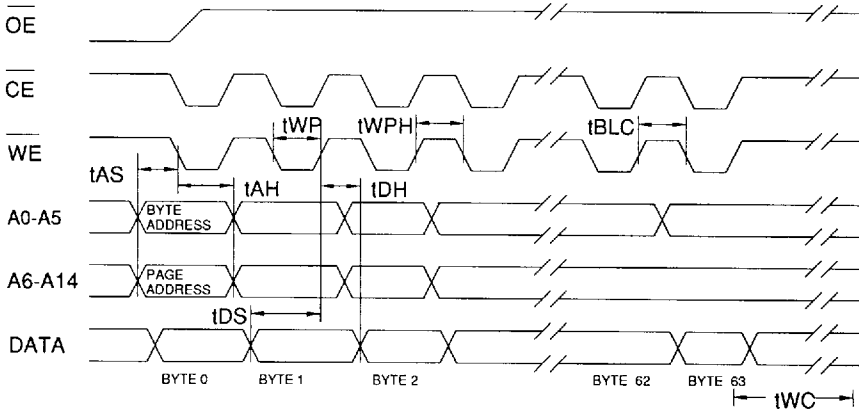 OE
CE
tWP
tWPH
tBLC
WE
tAS
tAH
tDH
A0-A5
BYTE
ADDRESS
A6-A14
PAGE
ADDRESS
tDS
DATA
BYTE 0
BYTE 1
BYTE 2
BYTE 62
BYTE 63
tWC